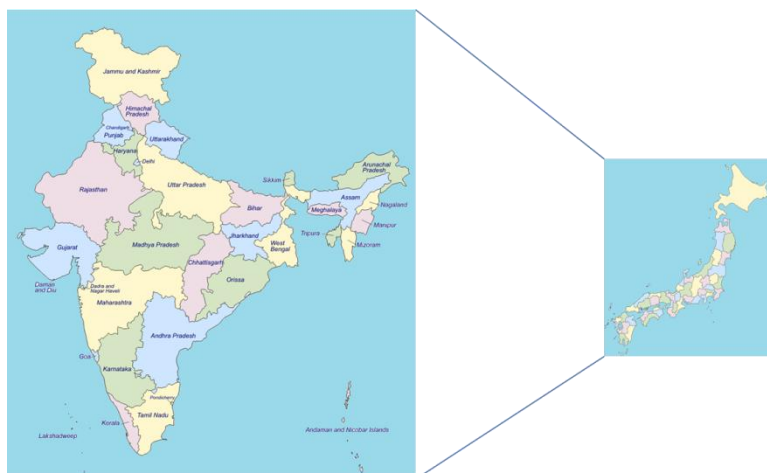 Jammu and Kashmir
Himachal
Pradesh
Chandigarh
Punjab
Uttarakhand
Haryana
Delhi
Arunachal
Pradesh
Sikkim
Rajasthan
Uttar Pradesh
Assam
Nagaland
Bihar
Meghalaya
Manipur
Tripura
Mizoram
Gujarat
Madhya Pradesh
Jharkhand
West
Bengal
Chhattisgarh
Daman
and Diu
Dadra and
Nagar Haveli
Orissa
Maharashtra
Andhra Pradesh
Goa
Karnataka
Pondicherry
Tamil Nadu
Kerala
Lakshadweep
Andaman and Nicobar Islands